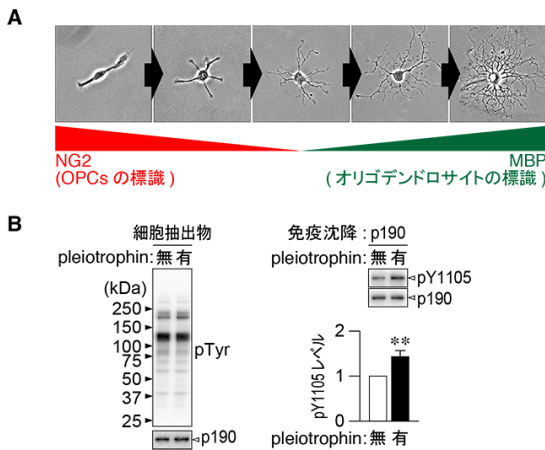 A
NG2
(OPCs の標識 )
MBP
( オリゴデンドロサイトの標識 )
B
細胞抽出物
pleiotrophin: 無 有
(kDa)
250
150
100
75
50
37
25
pTyr
p190
免疫沈降 : p190
pleiotrophin: 無 有
pY1105
p190
pY1105 レベル
2
1
0
**
pleiotrophin: 無 有